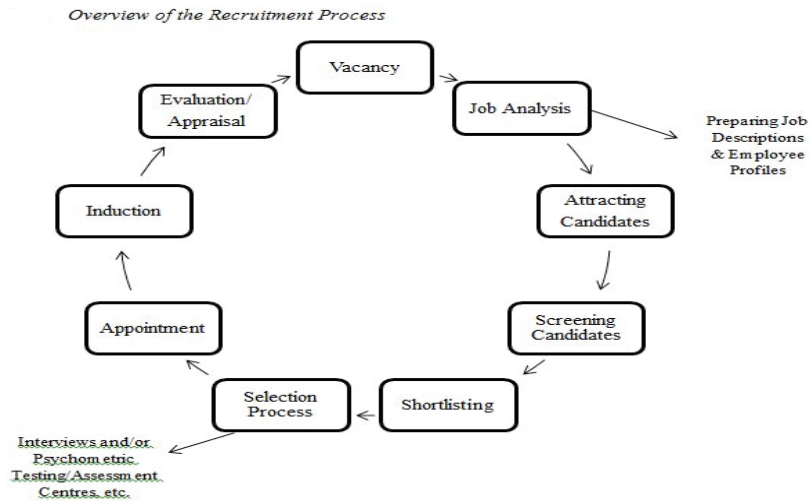 Overview of the Recruitment Process
Vacancy
Job Analysis
Preparing Job
Descriptions
& Employee
Profiles
Attracting
Candidates
Screening
Candidates
Shortlisting
Selection
Process
Interviews and/or
Psychometric
Testing/Assessment
Centres, etc.
Appointment
Induction
Evaluation/
Appraisal